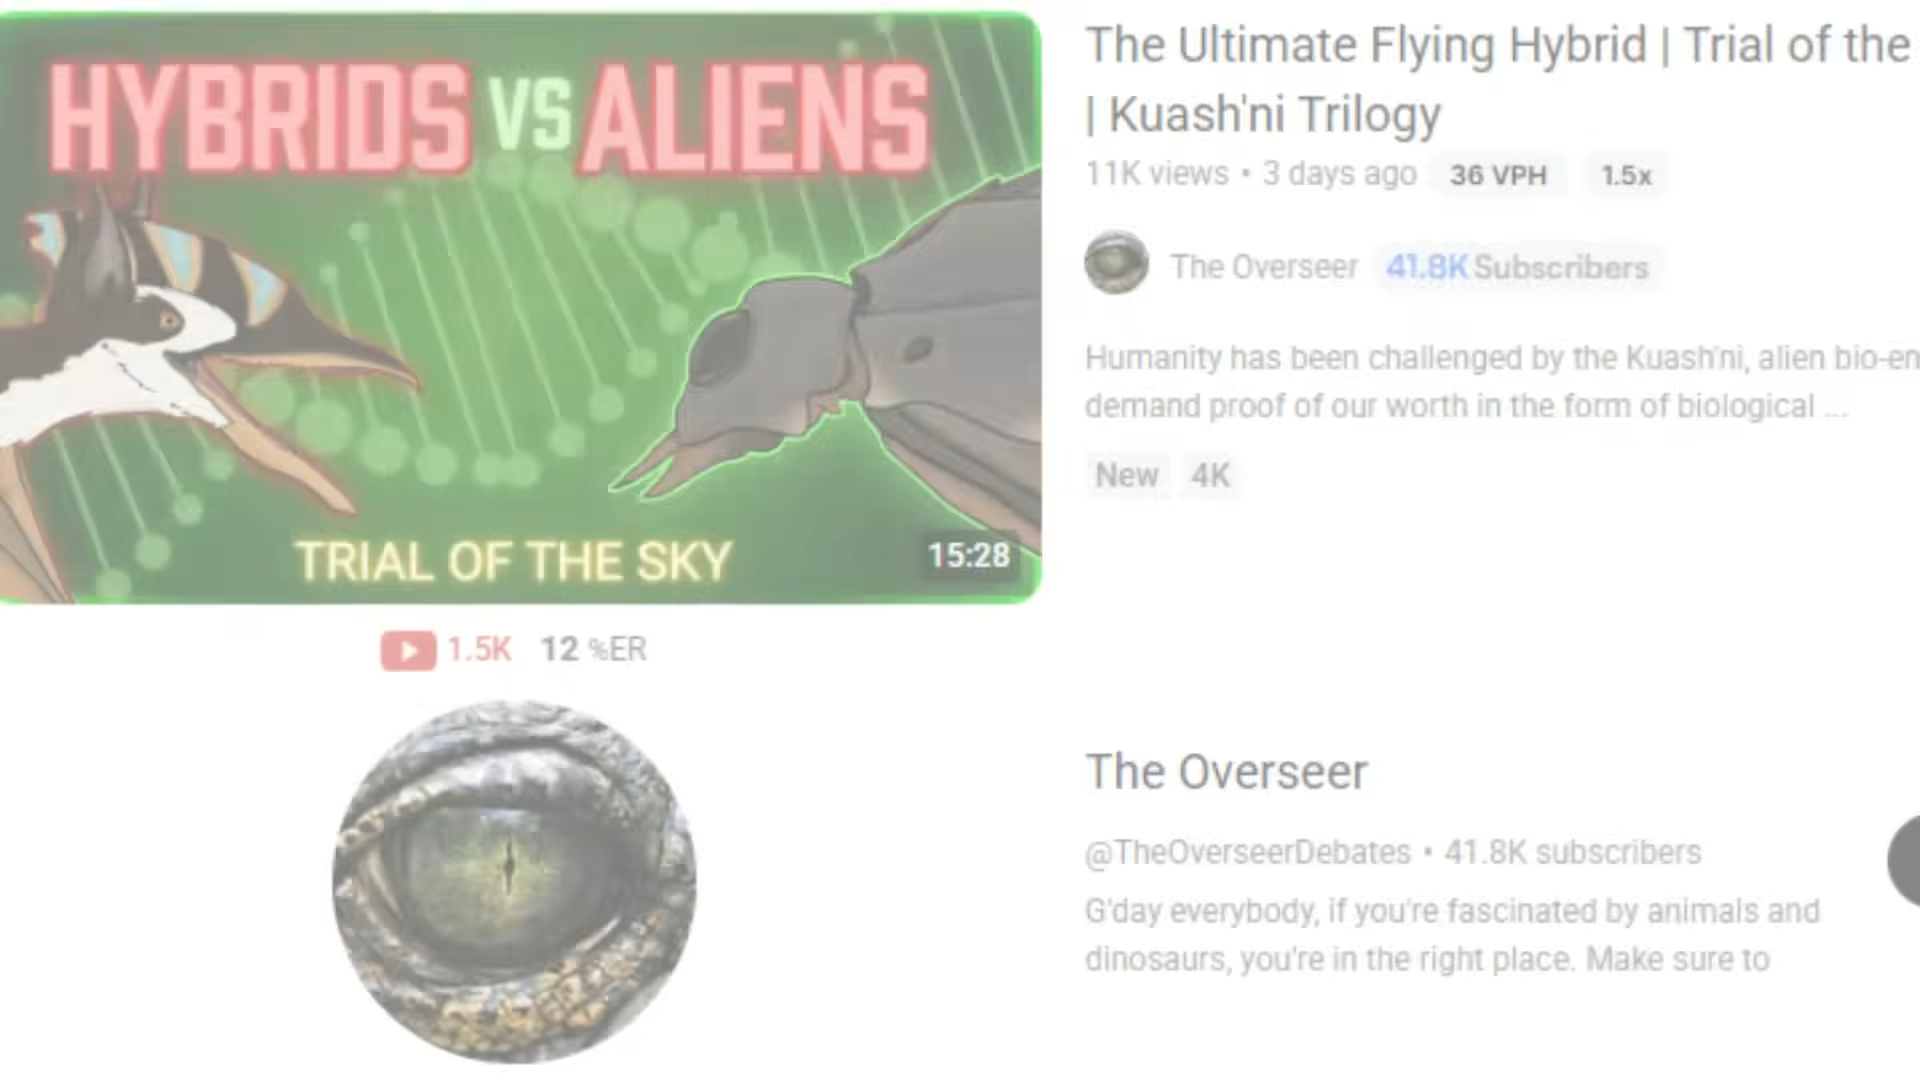 HYBRIDS VS ALIENS
TRIAL OF THE SKY
15:28
1.5K 12 %ER
The Ultimate Flying Hybrid | Trial of the
| Kuash'ni Trilogy
11K views • 3 days ago 36 VPH 1.5x
The Overseer 41.8K Subscribers
Humanity has been challenged by the Kuash'ni, alien bio-en
demand proof of our worth in the form of biological ...
New 4K
The Overseer
@TheOverseerDebates • 41.8K subscribers
G'day everybody, if you're fascinated by animals and
dinosaurs, you're in the right place. Make sure to